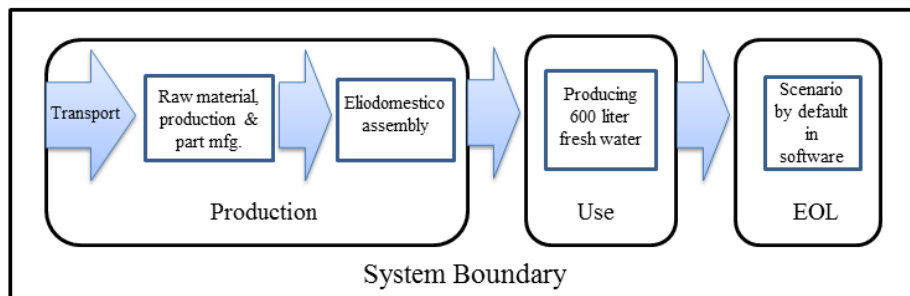 Transport
Raw material,
production &
part mfg.
Eliodomestico
assembly
Production
Producing
600 liter
fresh water
Use
Scenario
by default
in
software
EOL
System Boundary